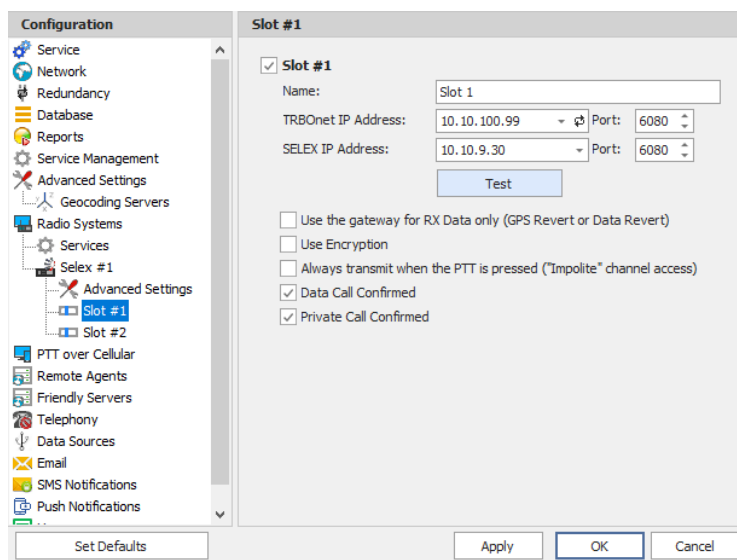 Configuration
Service
Network
Redundancy
Database
Reports
Service Management
Advanced Settings
Geocoding Servers
Radio Systems
Services
Selex #1
Advanced Settings
Slot #1
Slot #2
PTT over Cellular
Remote Agents
Friendly Servers
Telephony
Data Sources
Email
SMS Notifications
Push Notifications
Set Defaults
Slot #1
Slot #1
Name: Slot 1
TRBOnet IP Address: 10.10.100.99 Port: 6080
SELEX IP Address: 10.10.9.30 Port: 6080
Test
Use the gateway for RX Data only (GPS Revert or Data Revert)
Use Encryption
Always transmit when the PTT is pressed ("Impolite" channel access)
Data Call Confirmed
Private Call Confirmed
Apply OK Cancel